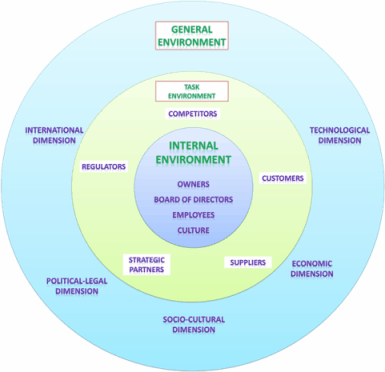 GENERAL
ENVIRONMENT
TASK
ENVIRONMENT
COMPETITORS
INTERNATIONAL
DIMENSION
TECHNOLOGICAL
DIMENSION
INTERNAL
ENVIRONMENT
REGULATORS
CUSTOMERS
OWNERS
BOARD OF DIRECTORS
EMPLOYEES
CULTURE
STRATEGIC
PARTNERS
SUPPLIERS
ECONOMIC
DIMENSION
POLITICAL-LEGAL
DIMENSION
SOCIO-CULTURAL
DIMENSION